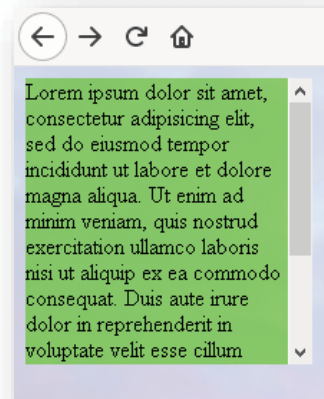 Lorem ipsum dolor sit amet,
consectetur adipisicing elit,
sed do eiusmod tempor
incididunt ut labore et dolore
magna aliqua. Ut enim ad
minim veniam, quis nostrud
exercitation ullamco laboris
nisi ut aliquip ex ea commodo
consequat. Duis aute irure
dolor in reprehenderit in
voluptate velit esse cillum